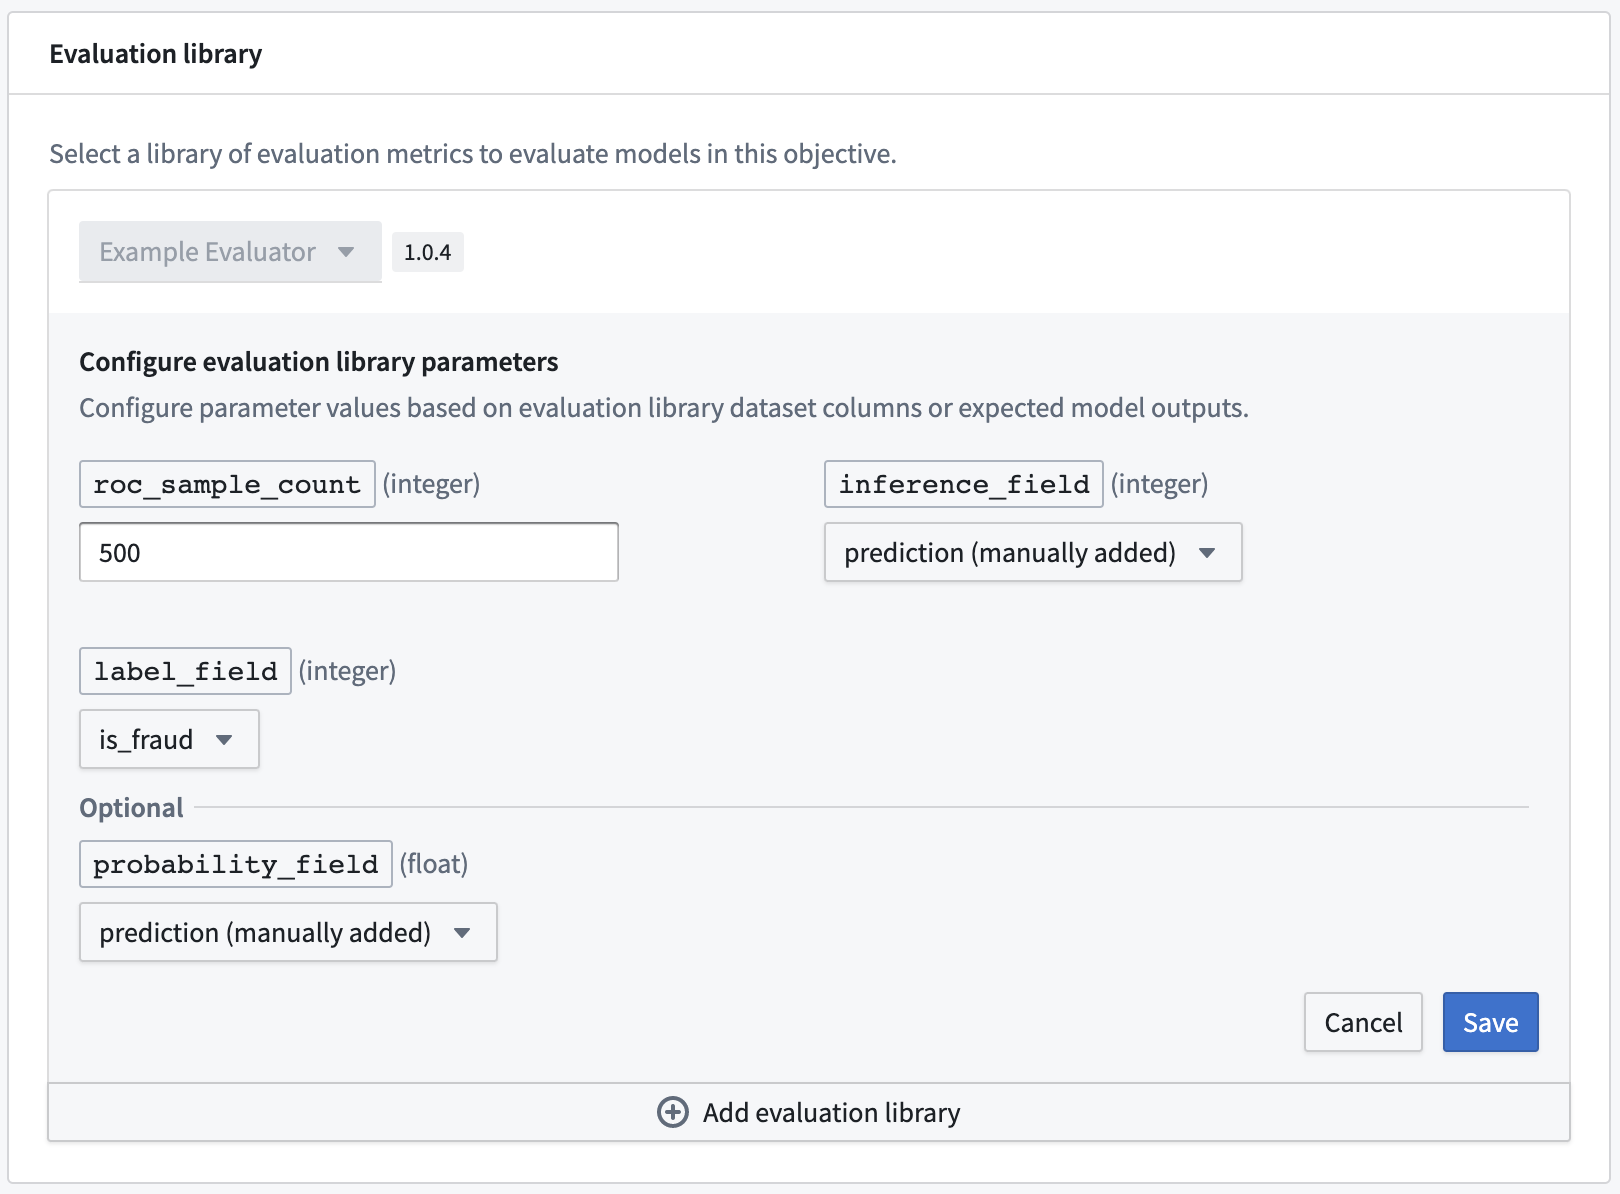 Evaluation library
Select a library of evaluation metrics to evaluate models in this objective.
Example Evaluator 1.0.4
Configure evaluation library parameters
Configure parameter values based on evaluation library dataset columns or expected model outputs.
roc_sample_count (integer)
500
inference_field (integer)
prediction (manually added)
label_field (integer)
is_fraud
Optional
probability_field (float)
prediction (manually added)
Cancel Save
Add evaluation library